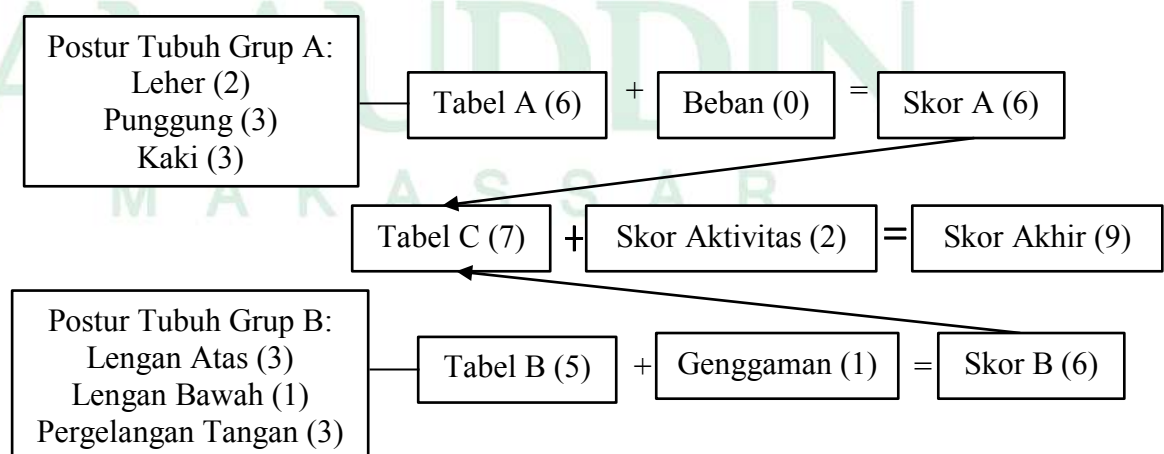 AUDDIN
MAKASSAR
Postur Tubuh Grup A:
Leher (2)
Punggung (3)
Kaki (3)
Tabel A (6) + Beban (0) = Skor A (6)
Tabel C (7) + Skor Aktivitas (2) = Skor Akhir (9)
Postur Tubuh Grup B:
Lengan Atas (3)
Lengan Bawah (1)
Pergelangan Tangan (3)
Tabel B (5) + Genggaman (1) = Skor B (6)